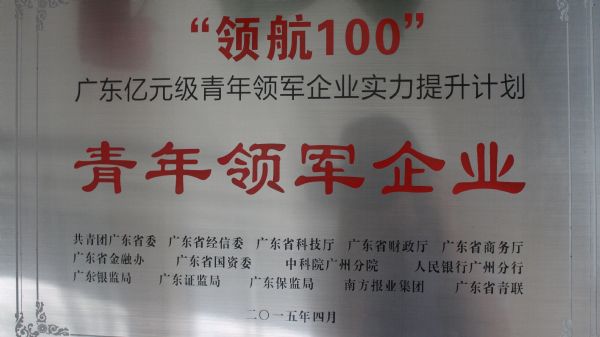 “领航100”
广东亿元级青年领军企业实力提升计划
青年领军企业
共青团广东省委 广东省经信委 广东省科技厅 广东省财政厅 广东省商务厅
广东省金融办 广东省国资委 中科院广州分院 人民银行广州分行
广东银监局 广东证监局 广东保监局 南方报业集团 广东省青联
二〇一五年四月